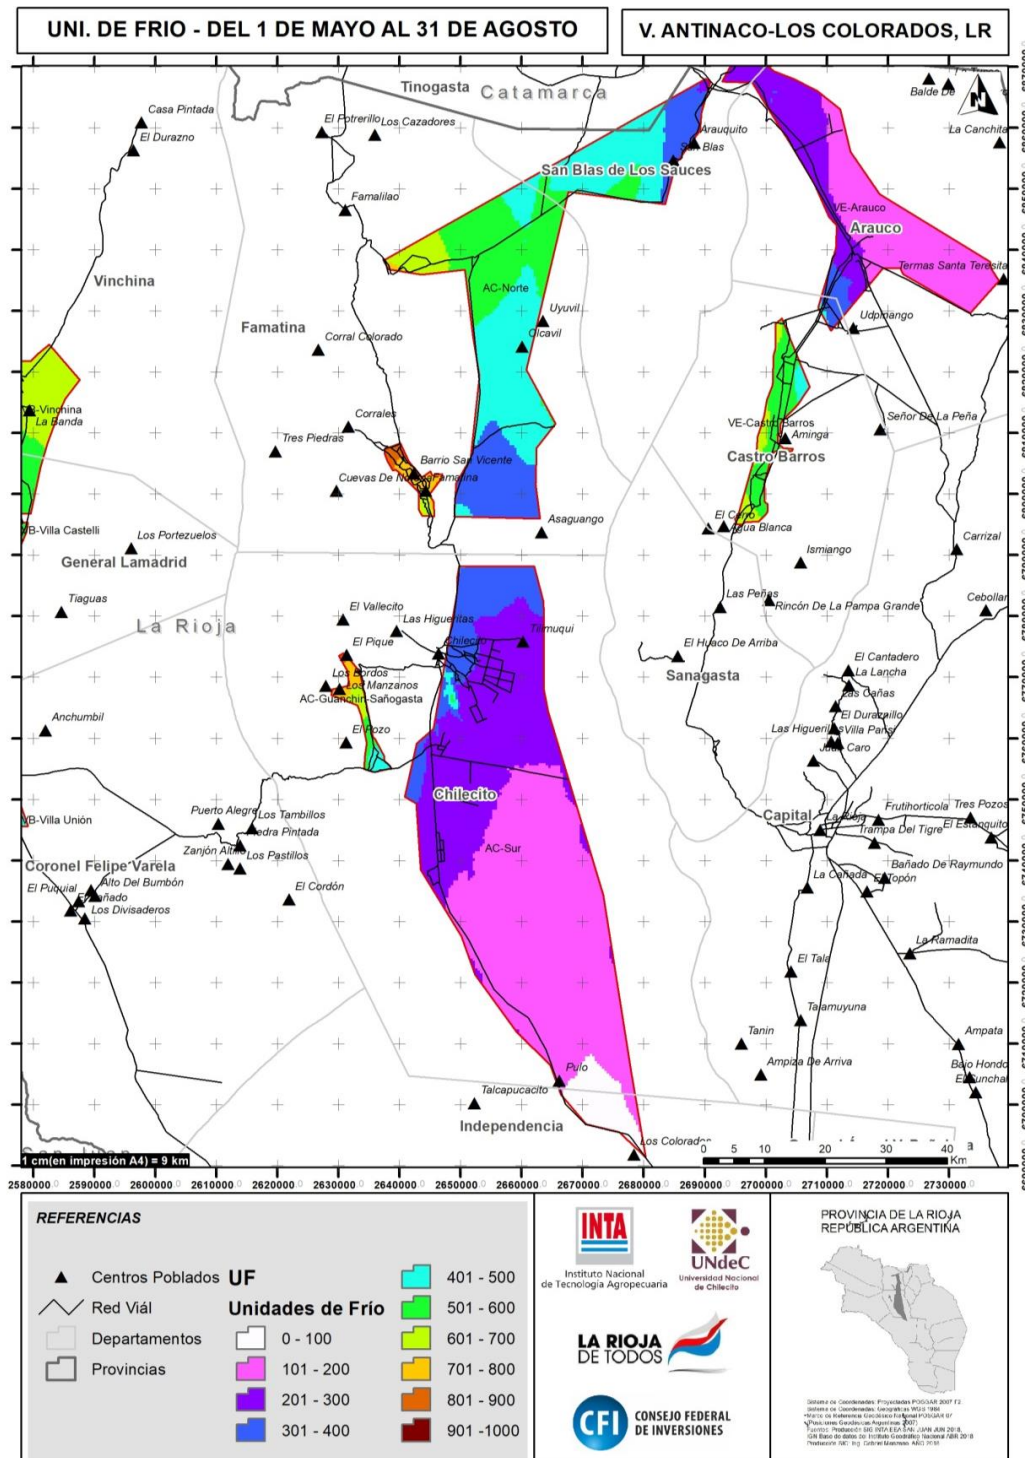 UNI. DE FRIO - DEL 1 DE MAYO AL 31 DE AGOSTO
V. ANTINACO-LOS COLORADOS, LR
Tinogasta
Catamarca
Balde De
N
Casa Pintada
El Durazno
El Potrerillo
Los Cazadores
Arauquito
San Blas
La Canchita
San Blas de Los Sauces
Famalilao
VE-Arauco
Arauco
Termas Santa Teresita
Vinchina
AC-Norte
Famatina
Uyuvil
Olcavil
Udpinango
Corral Colorado
B-Vinchina
La Banda
Corrales
Tres Piedras
VE-Castro Barros
Aminga
Señor De La Peña
Castro Barros
Barrio San Vicente
Famatina
Asaguango
El Cerro
Agua Blanca
B-Villa Castelli
Los Portezuelos
General Lamadrid
Ismiango
Carrizal
Tiaguas
La Rioja
El Vallecito
Las Higueritas
Las Peñas
Rincón De La Pampa Grande
Cebollar
El Pique
Chilecito
Tilimuqui
El Huaco De Arriba
Sanagasta
El Cantadero
La Lancha
Los Bordos
Los Manzanos
AC-Guanchin-Sañogasta
Las Cañas
Anchumbil
El Pozo
El Duraznillo
Las Higuerillas
Juan Caro
Chilecito
Puerto Alegre
Los Tambillos
Piedra Pintada
Capital
La Rioja
Frutihorticola
Tres Pozos
El Estanquito
Trampa Del Tigre
B-Villa Unión
Los Pastillos
AC-Sur
Coronel Felipe Varela
Bañado De Raymundo
El Topón
La Cañada
El Puquial
Alto Del Bumbón
Los Divisaderos
El Cordón
La Ramadita
El Tala
Talamuyuna
Tanin
Ampata
Ampiza De Arriva
Bajo Hondo
Pulo
Talcapucacito
Independencia
Los Colorados
1 cm(en impresión A4) = 9 km
0 5 10 20 30 40
Km
2580000 2590000 2600000 2610000 2620000 2630000 2640000 2650000 2660000 2670000 2680000 2690000 2700000 2710000 2720000 2730000
REFERENCIAS
Centros Poblados
Red Viál
Departamentos
Provincias
UF
Unidades de Frío
0 - 100
101 - 200
201 - 300
301 - 400
401 - 500
501 - 600
601 - 700
701 - 800
801 - 900
901 -1000
INTA
Instituto Nacional
de Tecnología Agropecuaria
UNdeC
Universidad Nacional
de Chilecito
LA RIOJA
DE TODOS
CFI
CONSEJO FEDERAL
DE INVERSIONES
PROVINCIA DE LA RIOJA
REPÚBLICA ARGENTINA